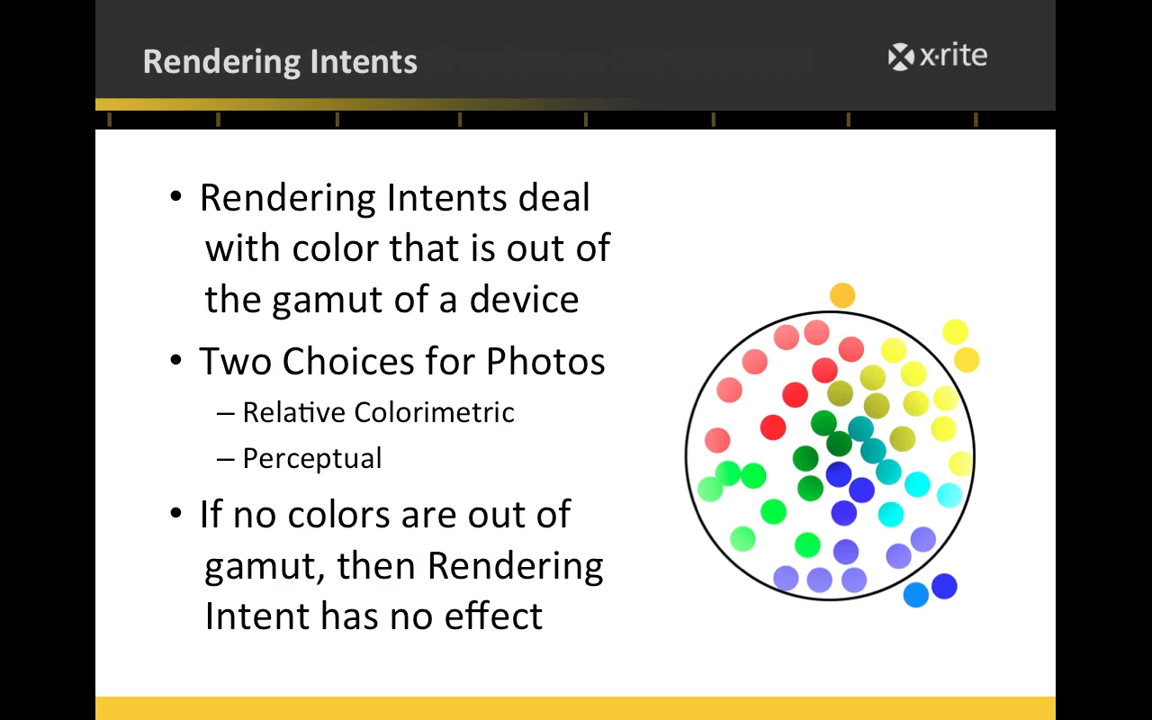 Rendering Intents
x·rite
• Rendering Intents deal
with color that is out of
the gamut of a device
• Two Choices for Photos
– Relative Colorimetric
– Perceptual
• If no colors are out of
gamut, then Rendering
Intent has no effect